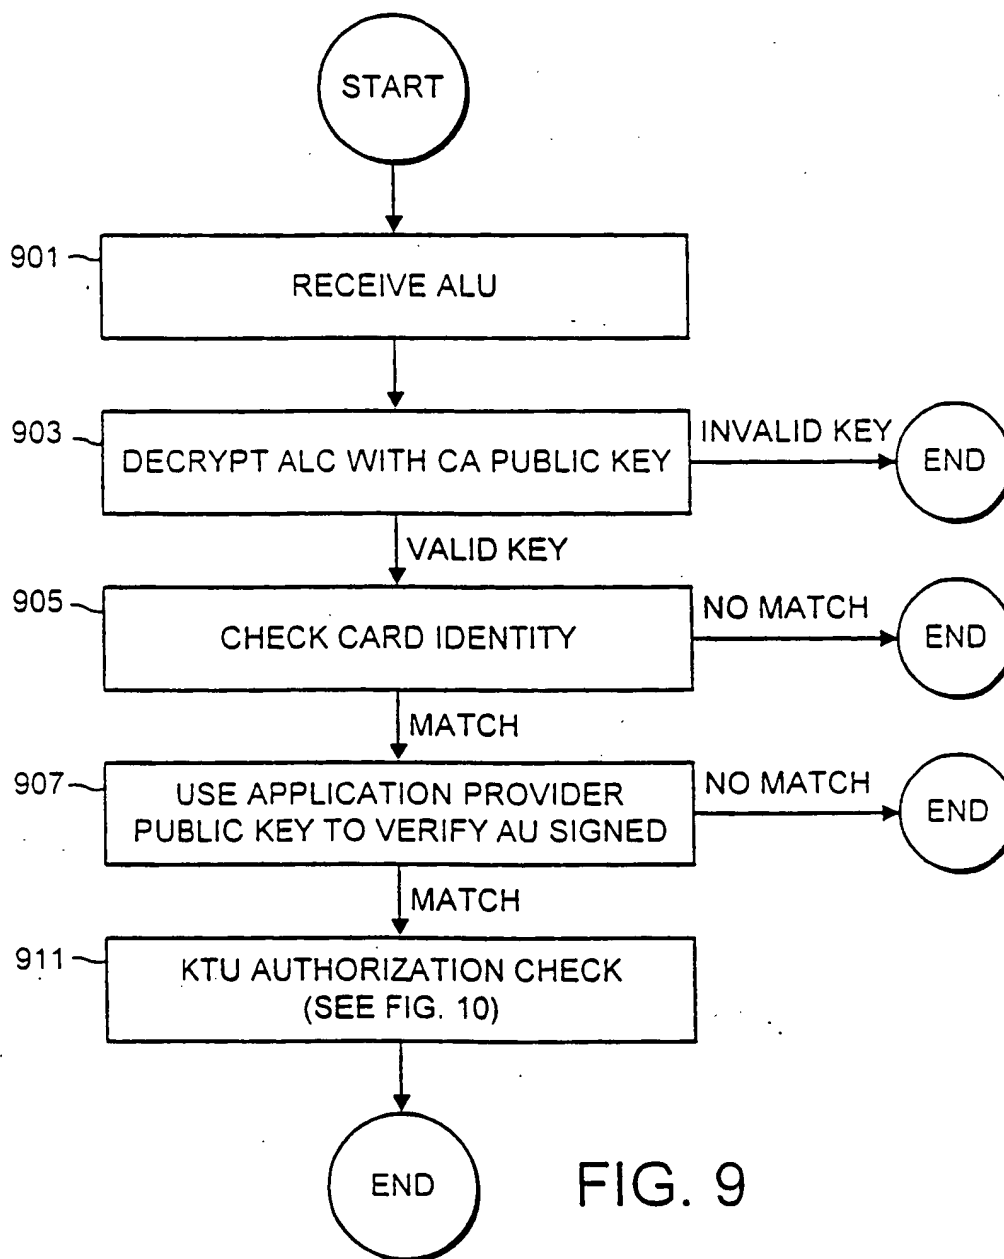 START
901
RECEIVE ALU
903
DECRYPT ALC WITH CA PUBLIC KEY
INVALID KEY
END
VALID KEY
905
CHECK CARD IDENTITY
NO MATCH
END
MATCH
907
USE APPLICATION PROVIDER
PUBLIC KEY TO VERIFY AU SIGNED
NO MATCH
END
MATCH
911
KTU AUTHORIZATION CHECK
(SEE FIG. 10)
END
FIG. 9